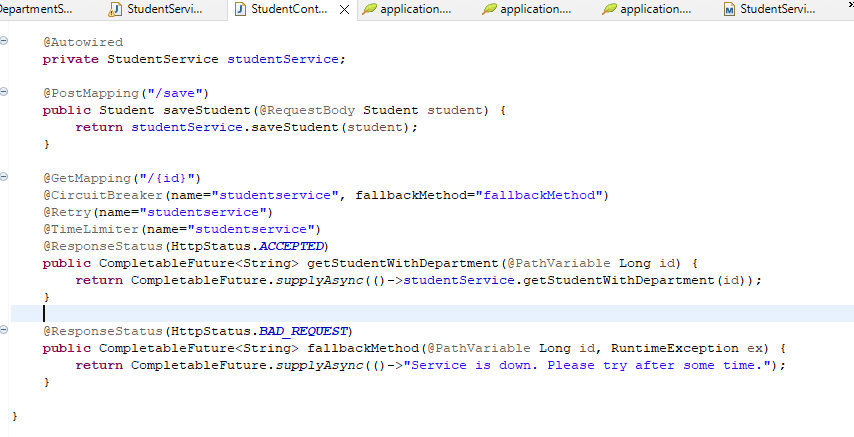 DepartmentS...
StudentServi...
StudentCont...
application....
application....
application....
StudentServi...
@Autowired
private StudentService studentService;
@PostMapping("/save")
public Student saveStudent(@RequestBody Student student) {
return studentService.saveStudent(student);
}
@GetMapping("/{id}")
@CircuitBreaker(name="studentservice", fallbackMethod="fallbackMethod")
@Retry(name="studentservice")
@TimeLimiter(name="studentservice")
@ResponseStatus(HttpStatus.ACCEPTED)
public CompletableFuture<String> getStudentWithDepartment(@PathVariable Long id) {
return CompletableFuture.supplyAsync(()->studentService.getStudentWithDepartment(id));
}
@ResponseStatus(HttpStatus.BAD_REQUEST)
public CompletableFuture<String> fallbackMethod(@PathVariable Long id, RuntimeException ex) {
return CompletableFuture.supplyAsync(()->"Service is down. Please try after some time.");
}
}